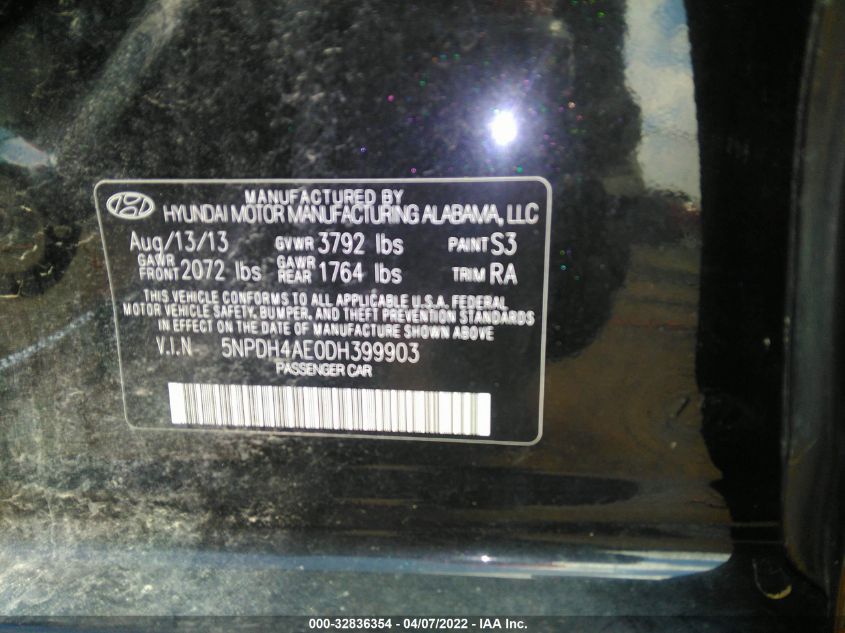 MANUFACTURED BY
HYUNDAI MOTOR MANUFACTURING ALABAMA, LLC
Aug/13/13 GVWR 3792 lbs PAINT S3
GAWR FRONT 2072 lbs GAWR REAR 1764 lbs TRIM RA
THIS VEHICLE CONFORMS TO ALL APPLICABLE U.S.A. FEDERAL
MOTOR VEHICLE SAFETY, BUMPER, AND THEFT PREVENTION STANDARDS
IN EFFECT ON THE DATE OF MANUFACTURE SHOWN ABOVE
V.I.N 5NPDH4AE0DH399903
PASSENGER CAR
000-32836354 - 04/07/2022 - IAA Inc.